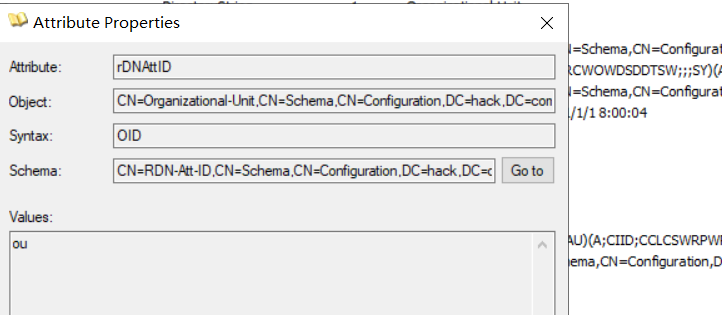 Attribute Properties
Attribute:
rDNAttID
Object:
CN=Organizational-Unit,CN=Schema,CN=Configuration,DC=hack,DC=con
Syntax:
OID
Schema:
CN=RDN-Att-ID,CN=Schema,CN=Configuration,DC=hack,DC=c
Go to
Values:
ou
N=Schema,CN=Configurat
RCWOWDSDDTSW;;;SY)(A
N=Schema,CN=Configurat
1/1 8:00:04
AU)(A;CIID;CCLCSWRPWP
ema,CN=Configuration,D